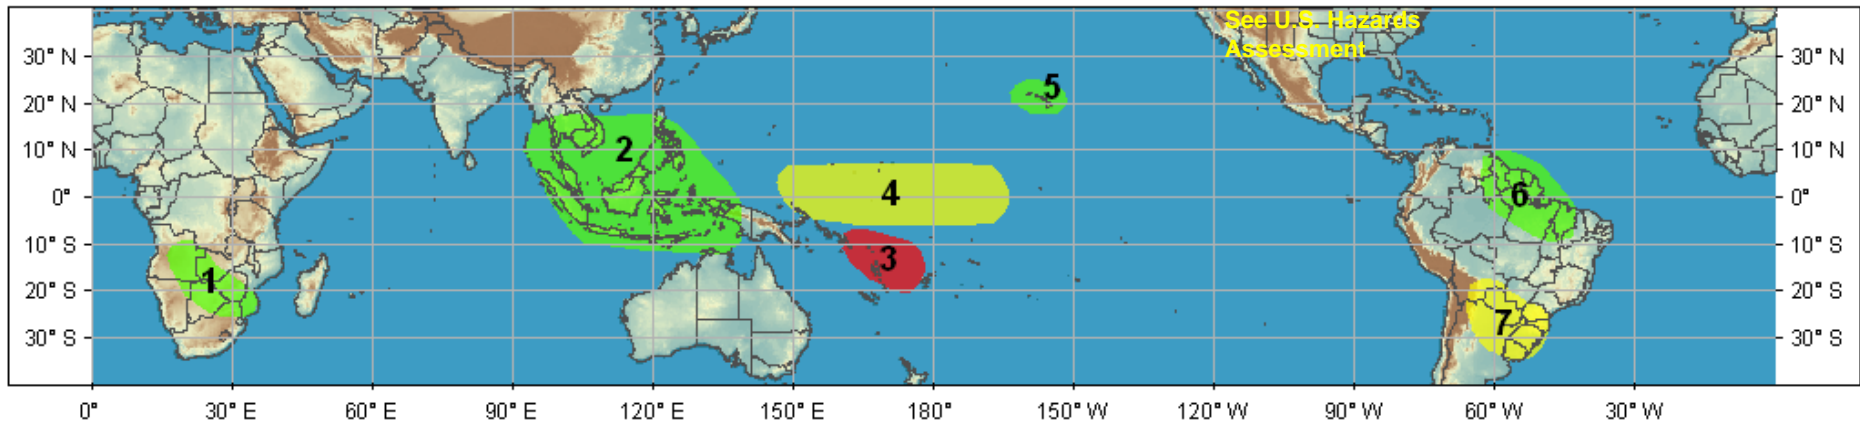 See U.S. Hazards
Assessment
30° N 30° N
5
20° N 20° N
2
10° N 10° N
4 6
0° 0°
3
10° S 10° S
1
20° S 20° S
7
30° S 30° S
0° 30° E 60° E 90° E 120° E 150° E 180° 150° W 120° W 90° W 60° W 30° W